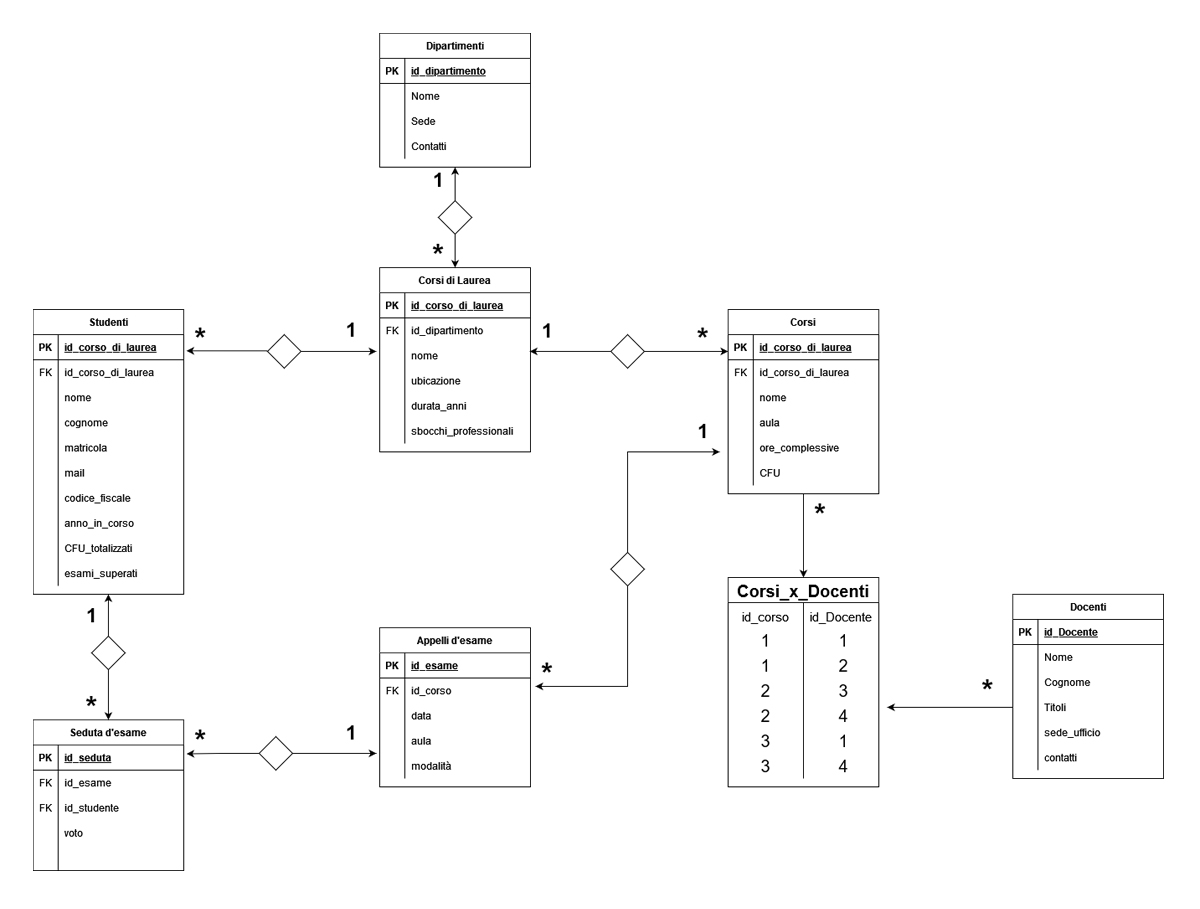 Dipartimenti
PK id_dipartimento
Nome
Sede
Contatti
1
*
Corsi di Laurea
PK id_corso_di_laurea
FK id_dipartimento
nome
ubicazione
durata_anni
sbocchi_professionali
Studenti
PK id_corso_di_laurea
FK id_corso_di_laurea
nome
cognome
matricola
mail
codice_fiscale
anno_in_corso
CFU_totalizzati
esami_superati
* 1
1 *
Corsi
PK id_corso_di_laurea
FK id_corso_di_laurea
nome
aula
ore_complessive
CFU
1
*
*
Corsi_x_Docenti
id_corso id_Docente
1 1
1 2
2 3
2 4
3 1
3 4
*
Docenti
PK id_Docente
Nome
Cognome
Titoli
sede_ufficio
contatti
Appelli d'esame
PK id_esame
FK id_corso
data
aula
modalità
1
*
Seduta d'esame
PK id_seduta
FK id_esame
FK id_studente
voto
* 1